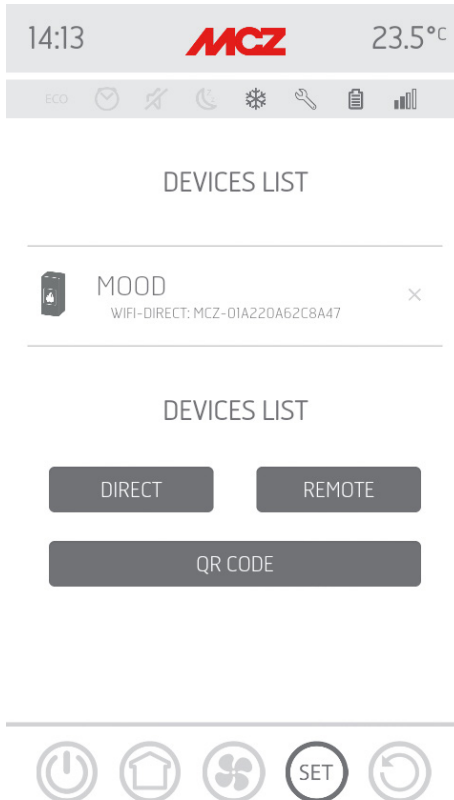 14:13 MCZ 23.5°C
ECO
DEVICES LIST
MOOD
WIFI-DIRECT: MCZ-01A220A62C8A47
DEVICES LIST
DIRECT REMOTE
QR CODE
SET